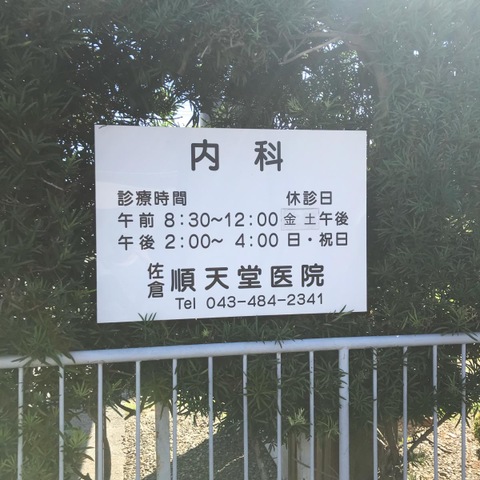 内科
診療時間 休診日
午前 8:30～12:00 金 土 午後
午後 2:00～ 4:00 日・祝日
佐倉 順天堂医院
Tel 043-484-2341